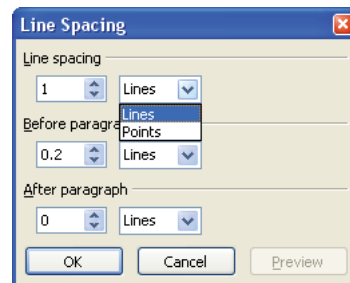 Line Spacing
Line spacing
1 Lines
Lines
Before paragra Points
0.2 Lines
After paragraph
0 Lines
OK Cancel Preview